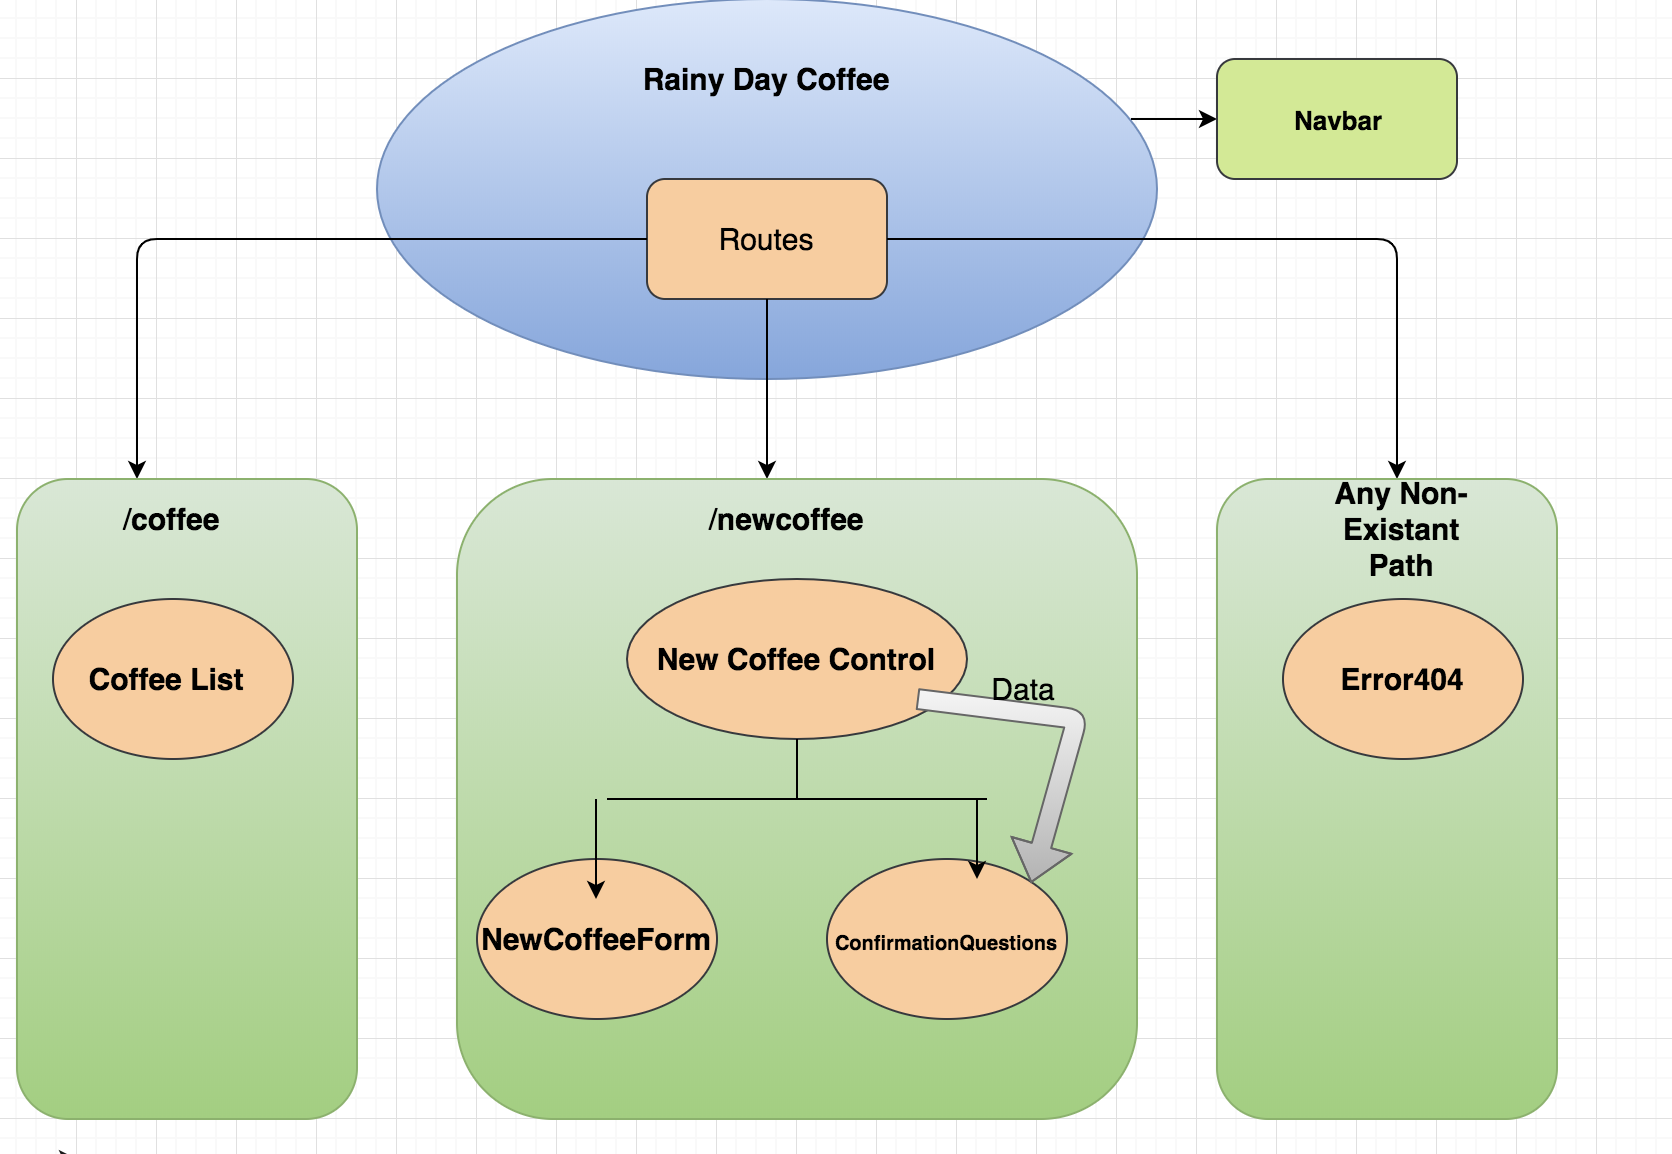 Rainy Day Coffee
Navbar
Routes
/coffee
/newcoffee
Any Non-
Existant
Path
Coffee List
New Coffee Control
Data
Error404
NewCoffeeForm
ConfirmationQuestions